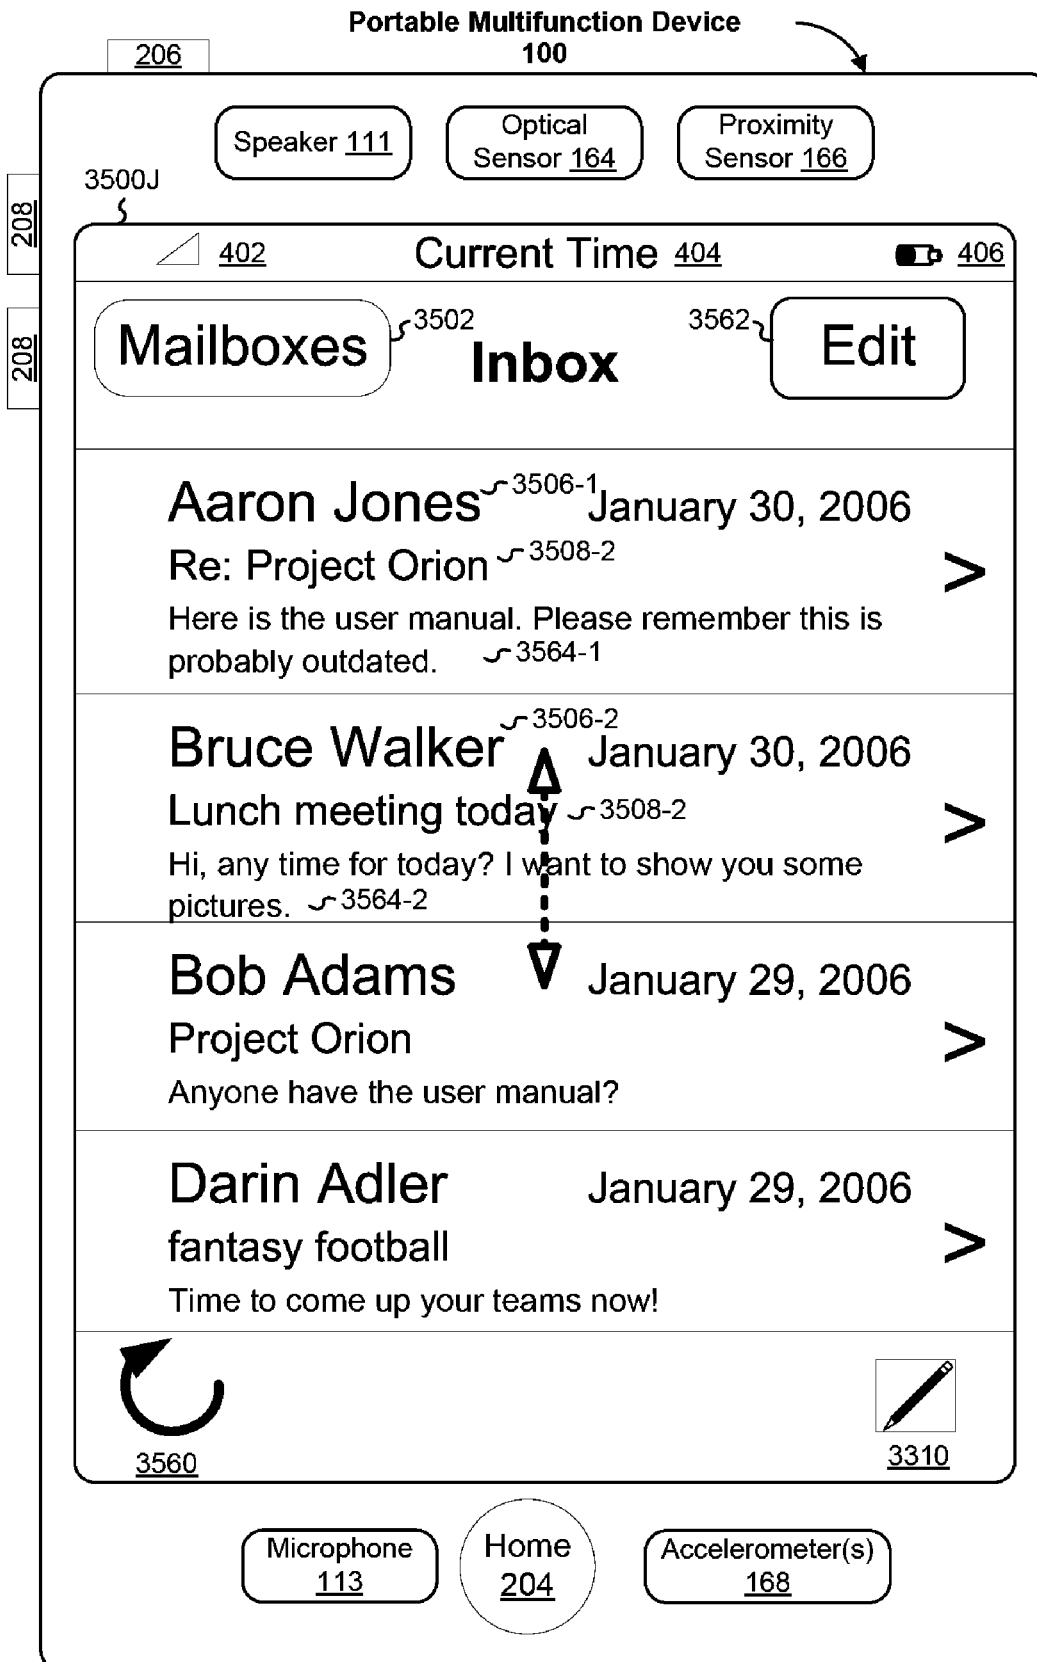 Portable Multifunction Device
100
206
Speaker 111
Optical
Sensor 164
Proximity
Sensor 166
3500J
208
208
402
Current Time 404
406
Mailboxes
3502
Inbox
3562
Edit
Aaron Jones
3506-1
January 30, 2006
Re: Project Orion
3508-2
>
Here is the user manual. Please remember this is
probably outdated.
3564-1
Bruce Walker
3506-2
January 30, 2006
Lunch meeting today
3508-2
>
Hi, any time for today? I want to show you some
pictures.
3564-2
Bob Adams
January 29, 2006
Project Orion
>
Anyone have the user manual?
Darin Adler
January 29, 2006
fantasy football
>
Time to come up your teams now!
3560
3310
Microphone
113
Home
204
Accelerometer(s)
168